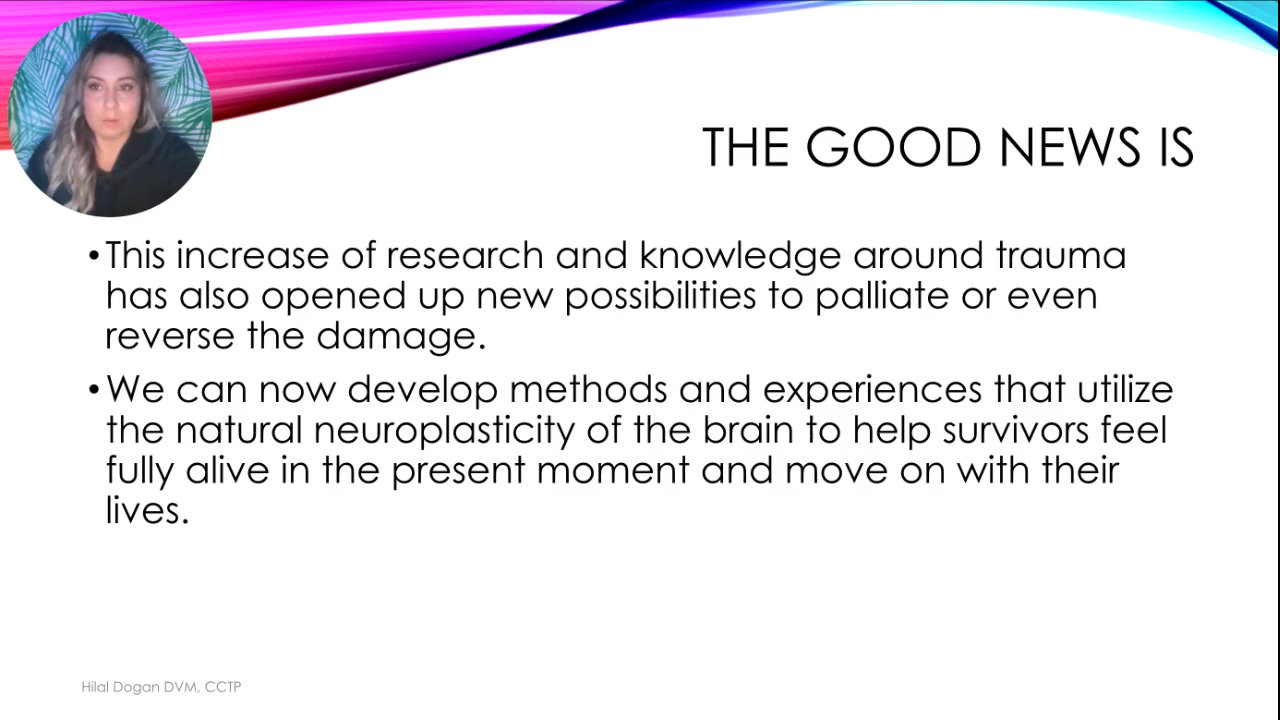 THE GOOD NEWS IS
•This increase of research and knowledge around trauma
has also opened up new possibilities to palliate or even
reverse the damage.
•We can now develop methods and experiences that utilize
the natural neuroplasticity of the brain to help survivors feel
fully alive in the present moment and move on with their
lives.
Hilal Dogan DVM, CCTP